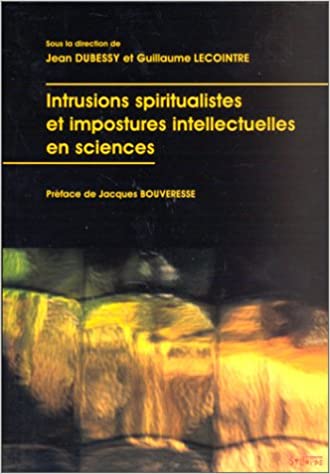 Sous la direction de
Jean DUBESSY et Guillaume LECOINTRE
Intrusions spiritualistes
et impostures intellectuelles
en sciences
Préface de Jacques BOUVERESSE